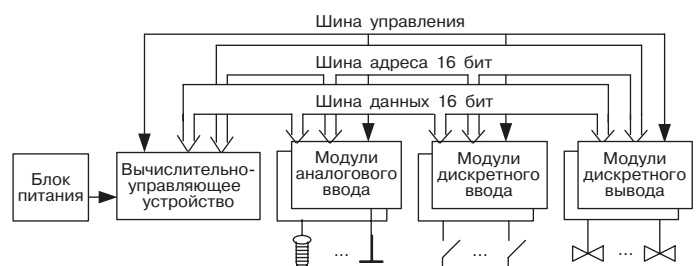 Шина управления
Шина адреса 16 бит
Шина данных 16 бит
Блок
питания
Вычислительно-
управляющее
устройство
Модули
аналогового
ввода
...
Модули
дискретного
ввода
...
Модули
дискретного
вывода
...